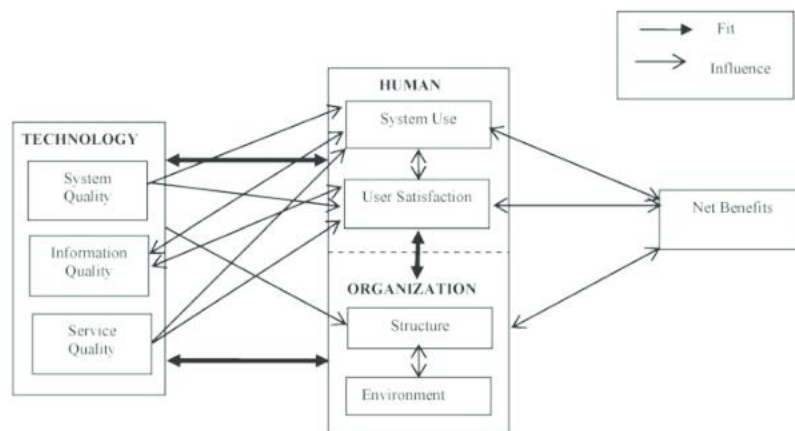 Fit
Influence
HUMAN
System Use
User Satisfaction
TECHNOLOGY
System
Quality
Information
Quality
Service
Quality
ORGANIZATION
Structure
Environment
Net Benefits